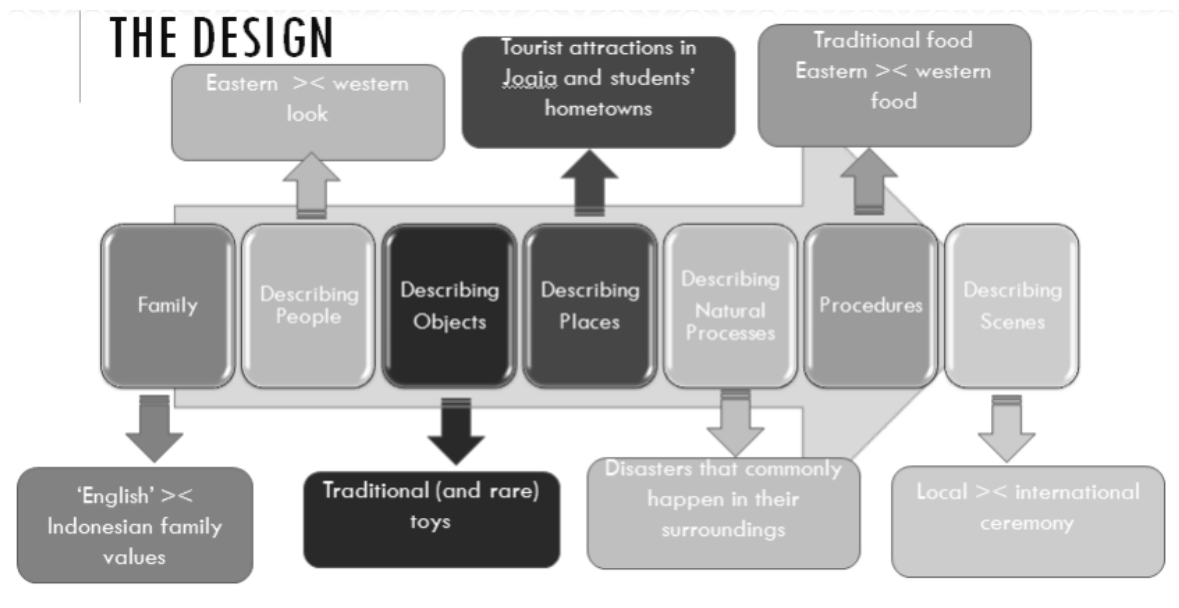 THE DESIGN
Eastern >< western
look
Tourist attractions in
Jogja and students'
hometowns
Traditional food
Eastern >< western
food
Family
Describing
People
Describing
Objects
Describing
Places
Describing
Natural
Processes
Procedures
Describing
Scenes
'English' ><
Indonesian family
values
Traditional (and rare)
toys
Disasters that commonly
happen in their
surroundings
Local >< international
ceremony